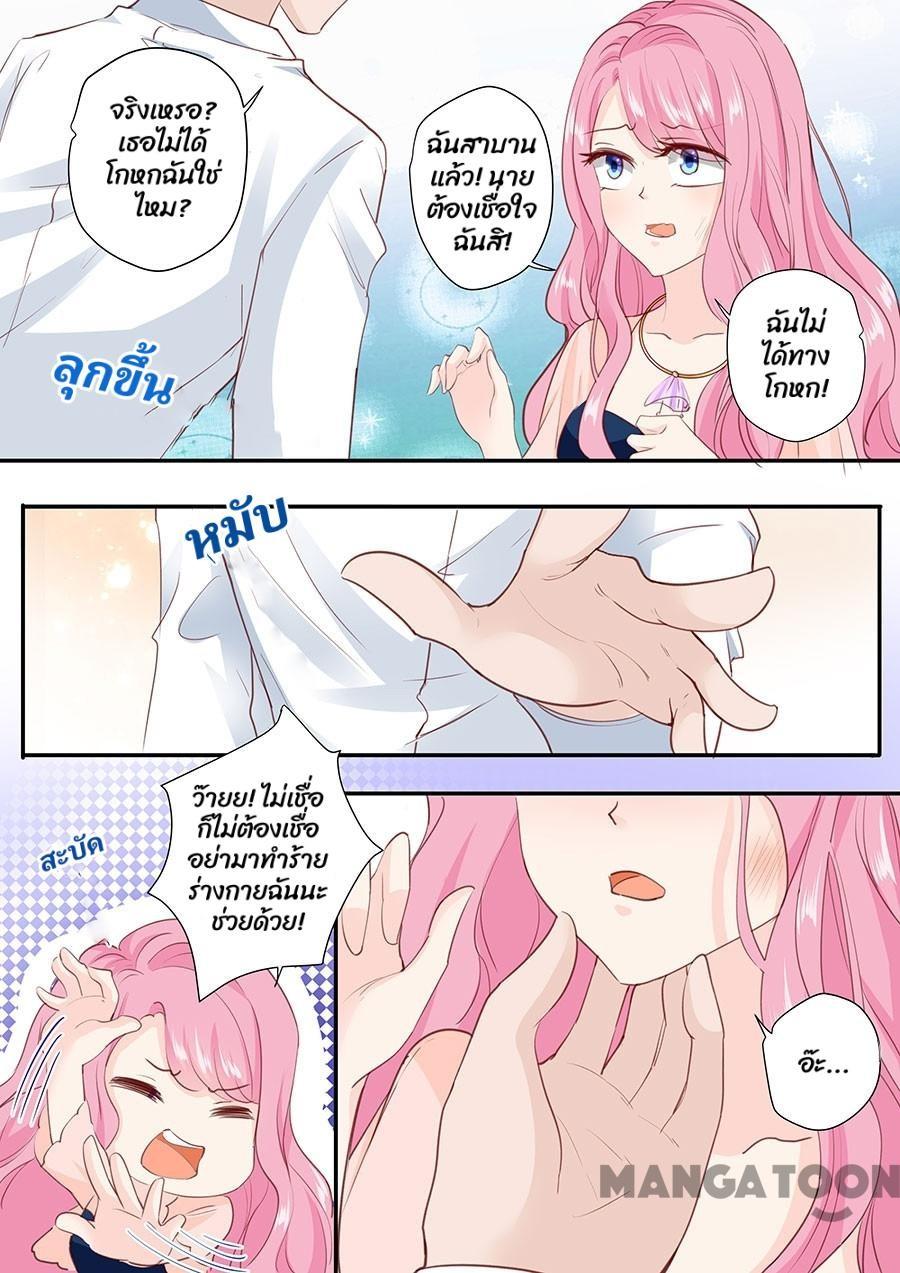 จริงเหรอ?
เธอไม่ได้
โกหกฉันใช่
ไหม?
ฉันสาบาน
แล้ว! นาย
ต้องเชื่อใจ
ฉันสิ!
ฉันไม่
ได้ทาง
โกหก!
ลุกขึ้น
หมับ
ว๊ายย! ไม่เชื่อ
ก็ไม่ต้องเชื่อ
อย่ามาทำร้าย
ร่างกายฉันนะ
ช่วยด้วย!
สะบัด
อ๊ะ...
MANGATOON